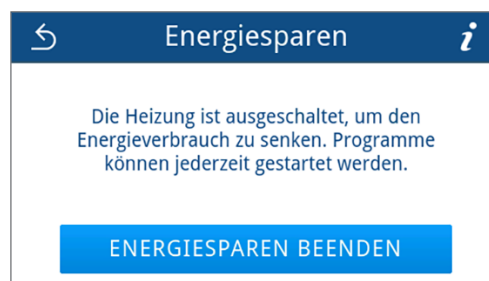 Energiesparen i
Die Heizung ist ausgeschaltet, um den
Energieverbrauch zu senken. Programme
können jederzeit gestartet werden.
ENERGIESPAREN BEENDEN